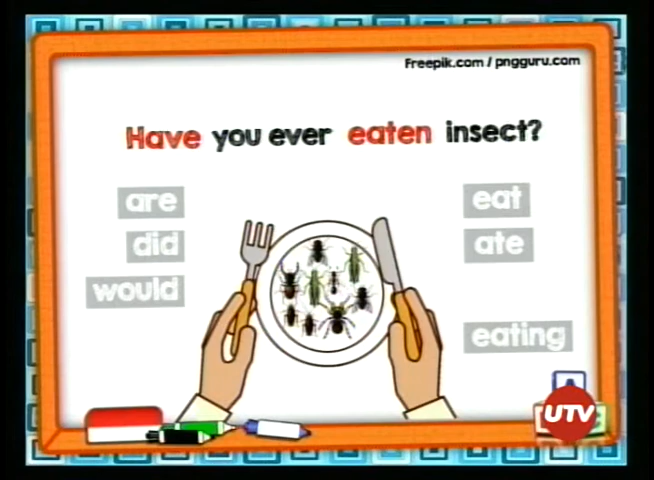 Freepik.com / pngguru.com
Have you ever eaten insect?
are
eat
did
ate
would
eating
A
UTV